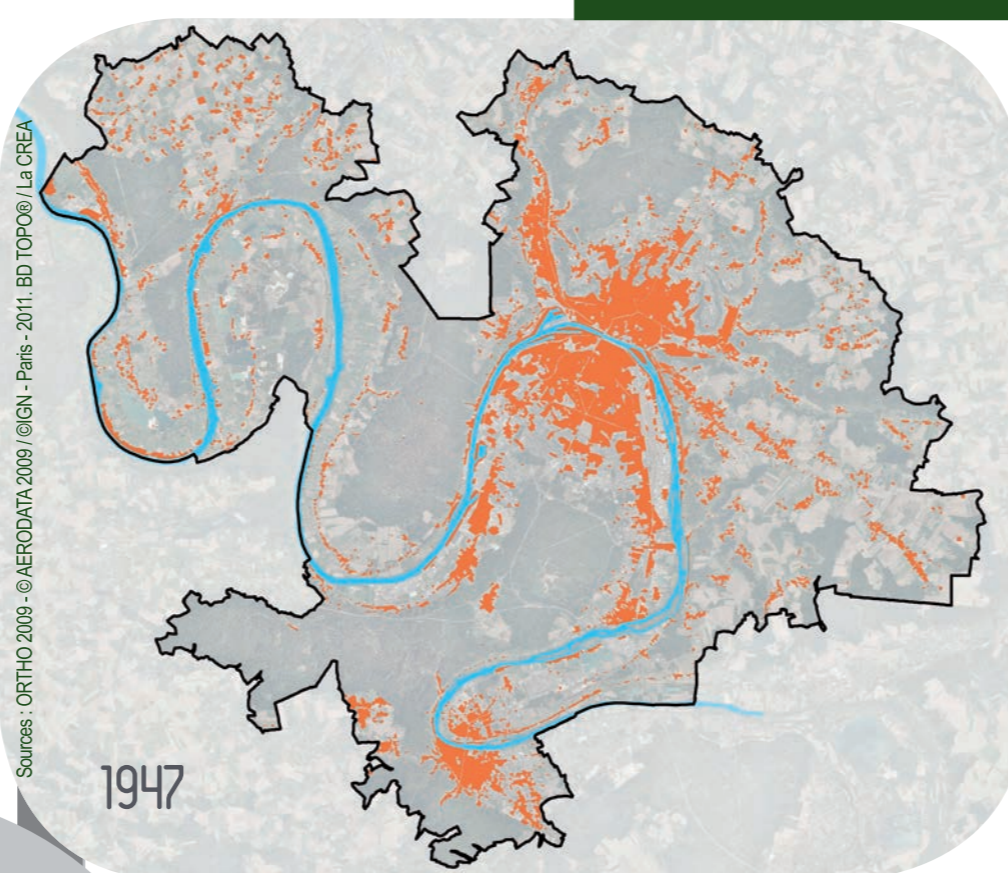 Sources : ORTHO 2009 - © AERODATA 2009 / ©IGN - Paris - 2011. BD TOPO® / La CREA
1947